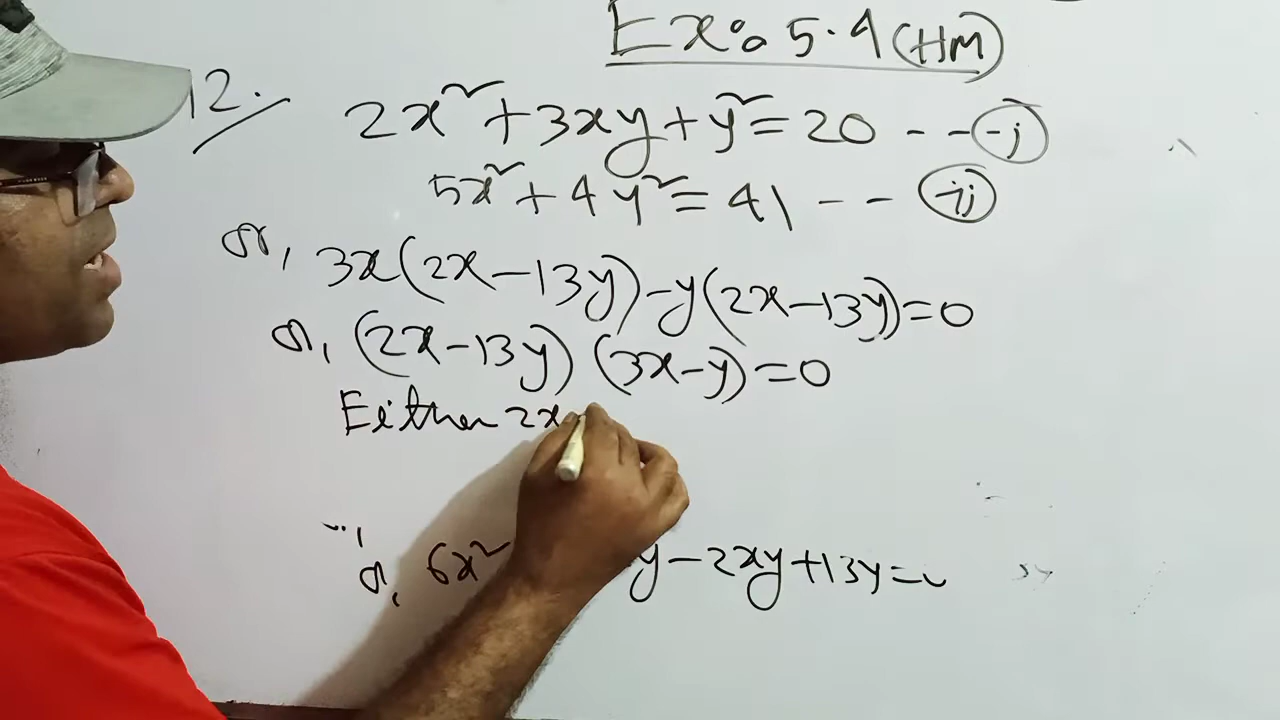 Ex: 5.4 (HM)
12.
2x² + 3xy + y² = 20 - - - i
5x² + 4y² = 41 - - ii
or, 3x(2x - 13y) - y(2x - 13y) = 0
or, (2x - 13y) (3x - y) = 0
Eeither 2x
or, 6x² y - 2xy + 13y = 0